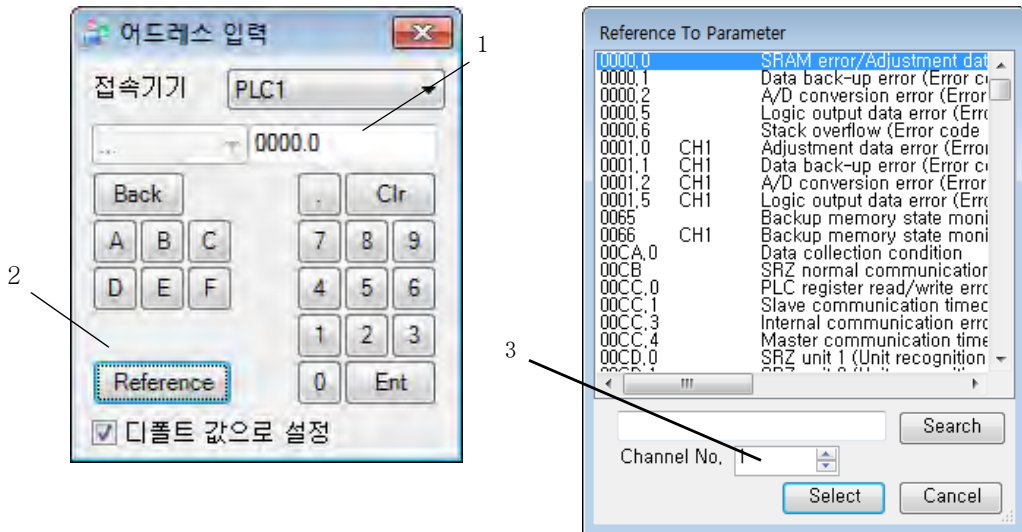 어드레스 입력
1
접속기기 PLC1
... 0000.0
Back . Clr
A B C 7 8 9
D E F 4 5 6
2
1 2 3
Reference 0 Ent
디폴트 값으로 설정
Reference To Parameter
0000,0 SRAM error/Adjustment dat
0000,1 Data back-up error (Error c
0000,2 A/D conversion error (Error
0000,5 Logic output data error (Erro
0000,6 Stack overflow (Error code
0001,0 CH1 Adjustment data error (Error
0001,1 CH1 Data back-up error (Error c
0001,2 CH1 A/D conversion error (Error
0001,5 CH1 Logic output data error (Erro
0065 Backup memory state moni
0066 CH1 Backup memory state moni
00CA,0 Data collection condition
00CB SRZ normal communication
00CC,0 PLC register read/write erro
00CC,1 Slave communication timeo
00CC,3 Internal communication erro
00CC,4 Master communication time
00CD,0 SRZ unit 1 (Unit recognition
3
Search
Channel No, 1
Select Cancel